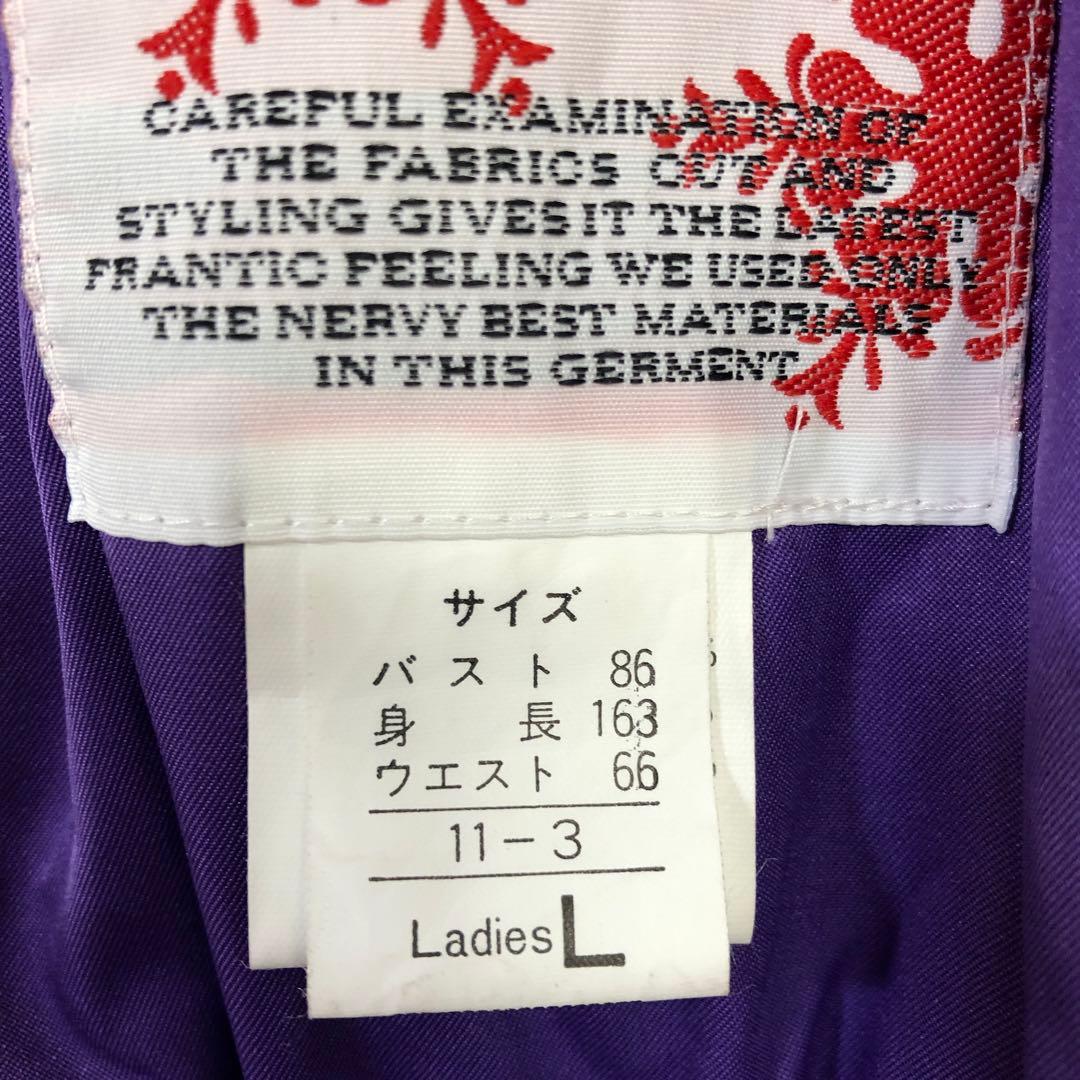 CAREFUL EXAMINATION OF
THE FABRICS CUT AND
STYLING GIVES IT THE LATEST
FRANTIC FEELING WE USED ONLY
THE NERVY BEST MATERIALS
IN THIS GERMENT
サイズ
バスト 86
身長 163
ウエスト 66
11-3
Ladies L